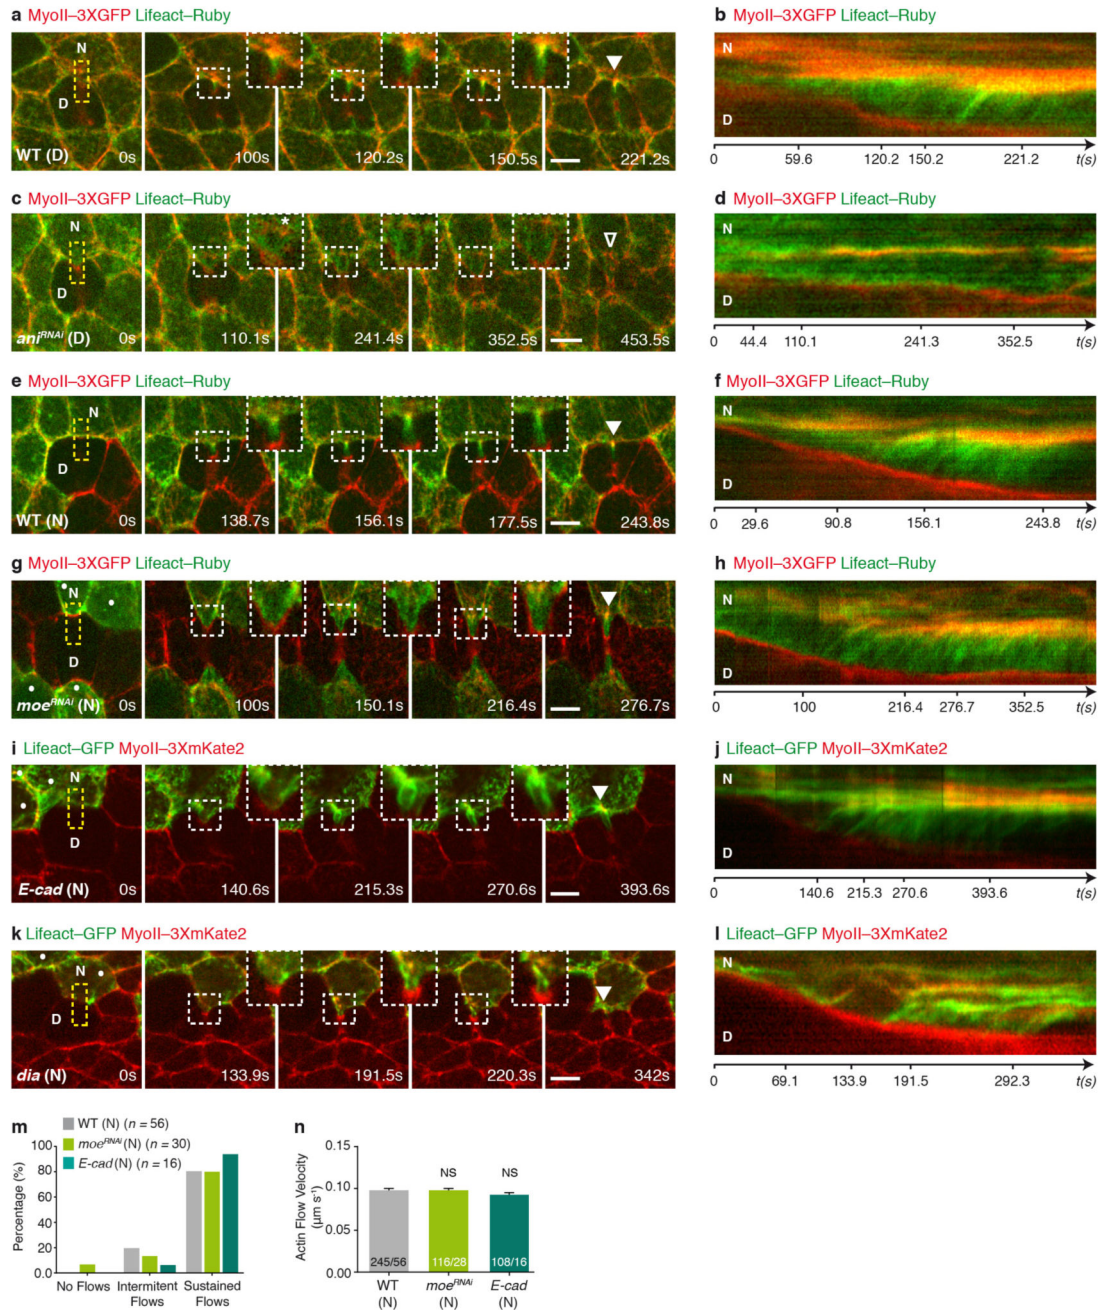 a MyoII–3XGFP Lifeact–Ruby
N
D
WT (D) 0s 100s 120.2s 150.5s 221.2s
b MyoII–3XGFP Lifeact–Ruby
N
D
0 59.6 120.2 150.2 221.2 t(s)
c MyoII–3XGFP Lifeact–Ruby
N *
D
ani^RNAi (D) 0s 110.1s 241.4s 352.5s 453.5s
d MyoII–3XGFP Lifeact–Ruby
N
D
0 44.4 110.1 241.3 352.5 t(s)
e MyoII–3XGFP Lifeact–Ruby
N
D
WT (N) 0s 138.7s 156.1s 177.5s 243.8s
f MyoII–3XGFP Lifeact–Ruby
N
D
0 29.6 90.8 156.1 243.8 t(s)
g MyoII–3XGFP Lifeact–Ruby
N
D
moe^RNAi (N) 0s 100s 150.1s 216.4s 276.7s
h MyoII–3XGFP Lifeact–Ruby
N
D
0 100 216.4 276.7 352.5 t(s)
i Lifeact–GFP MyoII–3XmKate2
N
D
E-cad (N) 0s 140.6s 215.3s 270.6s 393.6s
j Lifeact–GFP MyoII–3XmKate2
N
D
0 140.6 215.3 270.6 393.6 t(s)
k Lifeact–GFP MyoII–3XmKate2
N
D
dia (N) 0s 133.9s 191.5s 220.3s 342s
l Lifeact–GFP MyoII–3XmKate2
N
D
0 69.1 133.9 191.5 292.3 t(s)
m
WT (N) (n = 56)
moe^RNAi (N) (n = 30)
E-cad (N) (n = 16)
Percentage (%)
100
80
60
40
20
0.0
No Flows Intermitent Flows Sustained Flows
n
Actin Flow Velocity
(µm s⁻¹)
0.15
0.10
0.05
0.00
NS NS
245/56 116/28 108/16
WT moe^RNAi E-cad
(N) (N) (N)